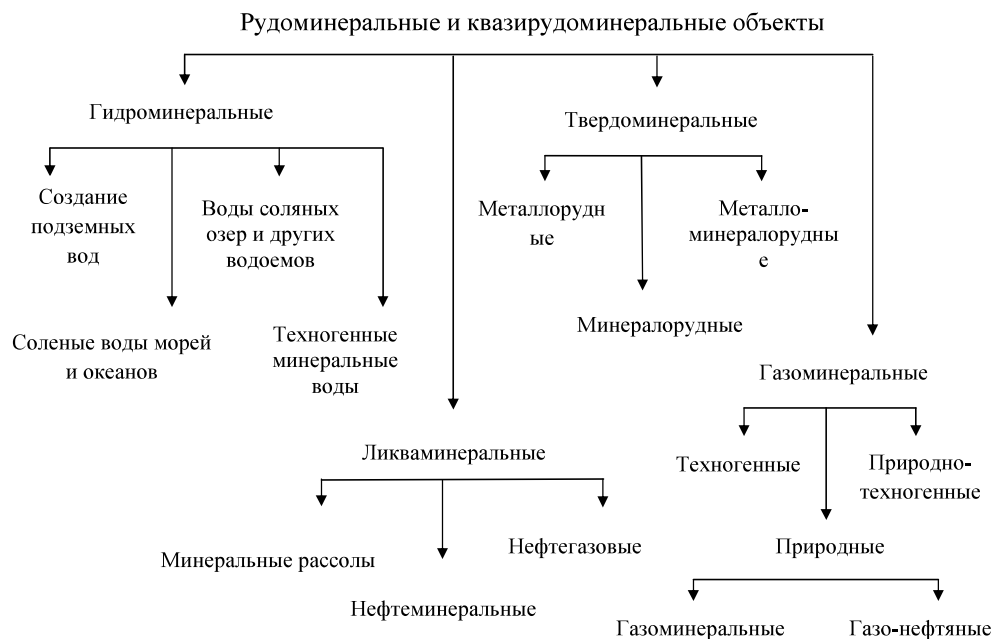 Рудоминеральные и квазирудоминеральные объекты
Гидроминеральные
Твердоминеральные
Создание
подземных
вод
Воды соляных
озер и других
водоемов
Металлорудн
ые
Металло-
минералорудны
е
Соленые воды морей
и океанов
Техногенные
минеральные
воды
Минералорудные
Газоминеральные
Ликваминеральные
Техногенные
Природно-
техногенные
Минеральные рассолы
Нефтегазовые
Природные
Нефтеминеральные
Газоминеральные
Газо-нефтяные